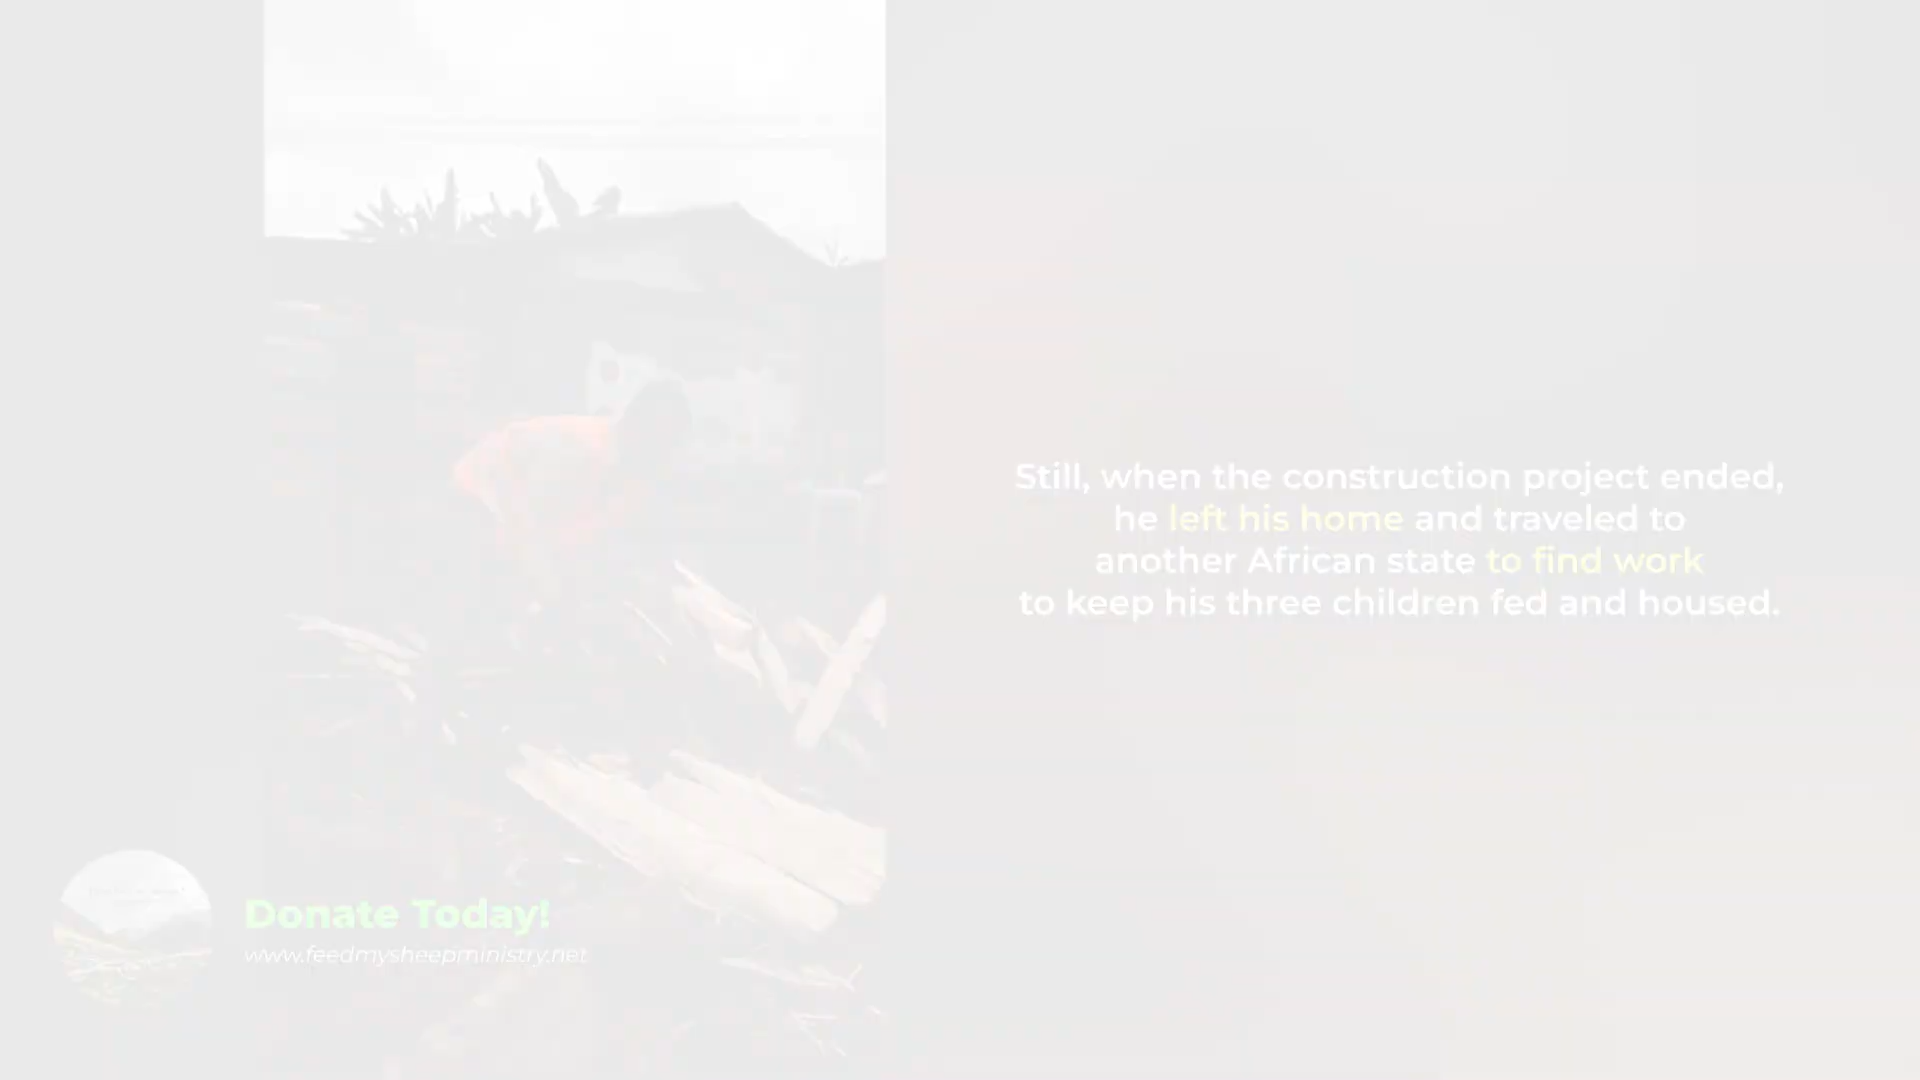 Still, when the construction project ended,
he left his home and traveled to
another African state to find work
to keep his three children fed and housed.
Donate Today!
www.feedmysheepministry.net